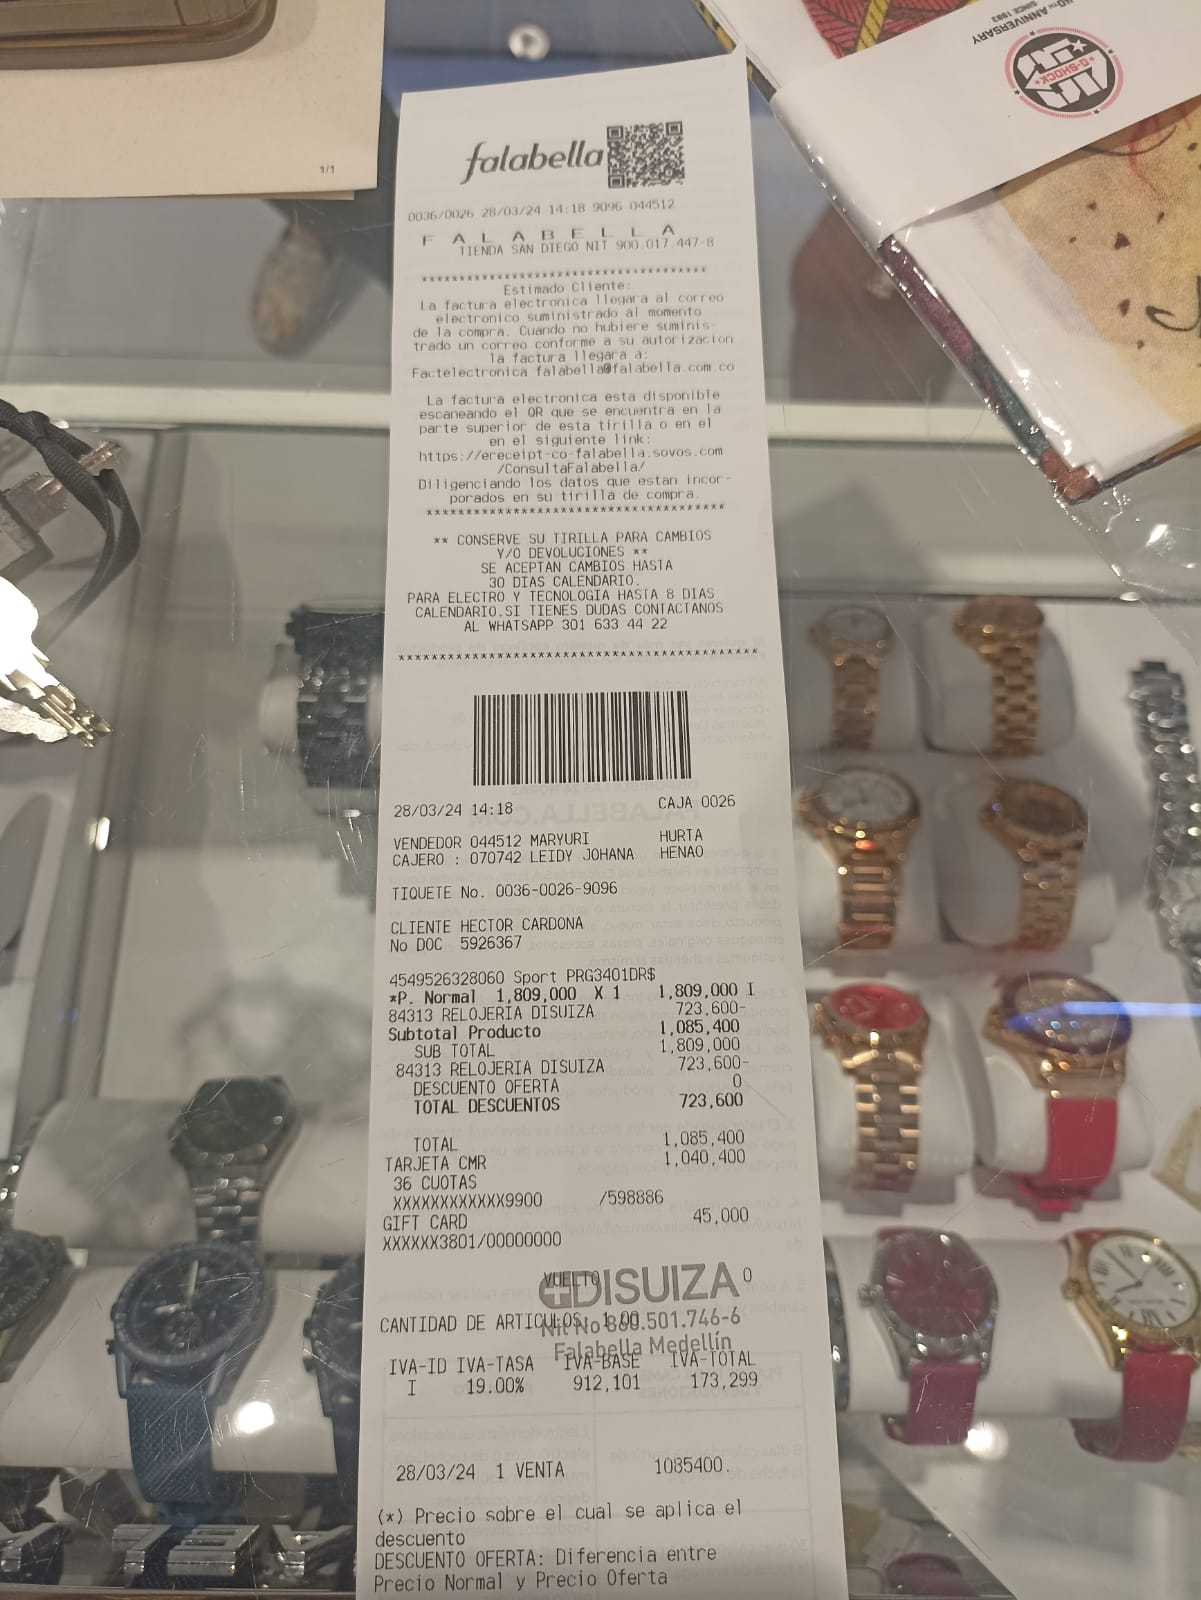 1/1
40TH ANNIVERSARY
SINCE 1983
G-SHOCK
falabella
0036/0026 28/03/24 14:18 9096 044512
F A L A B E L L A
TIENDA SAN DIEGO NIT 900.017.447-8
************************************
Estimado Cliente:
La factura electronica llegara al correo
electronico suministrado al momento
de la compra. Cuando no hubiere suminis-
trado un correo conforme a su autorizacion
la factura llegara a:
Factelectronica falabella@falabella.com.co
La factura electronica esta disponible
escaneando el QR que se encuentra en la
parte superior de esta tirilla o en el
en el siguiente link:
https://ereceipt-co-falabella.sovos.com
/ConsultaFalabella/
Diligenciando los datos que estan incor-
porados en su tirilla de compra.
*************************************
** CONSERVE SU TIRILLA PARA CAMBIOS
Y/O DEVOLUCIONES **
SE ACEPTAN CAMBIOS HASTA
30 DIAS CALENDARIO.
PARA ELECTRO Y TECNOLOGIA HASTA 8 DIAS
CALENDARIO.SI TIENES DUDAS CONTACTANOS
AL WHATSAPP 301 633 44 22
********************************************
28/03/24 14:18 CAJA 0026
VENDEDOR 044512 MARYURI HURTA
CAJERO : 070742 LEIDY JOHANA HENAO
TIQUETE No. 0036-0026-9096
CLIENTE HECTOR CARDONA
No DOC 5926367
4549526328060 Sport PRG3401DR$
*P. Normal 1,809,000 X 1 1,809,000 I
84313 RELOJERIA DISUIZA 723,600-
Subtotal Producto 1,085,400
SUB TOTAL 1,809,000
84313 RELOJERIA DISUIZA 723,600-
DESCUENTO OFERTA 0
TOTAL DESCUENTOS 723,600
TOTAL 1,085,400
TARJETA CMR 1,040,400
36 CUOTAS
XXXXXXXXXXXX9900 /598886
GIFT CARD 45,000
XXXXXX3801/00000000
VUELTO 0
DISUIZA
CANTIDAD DE ARTICULOS: 1.00
Nit No 860.501.746-6
Falabella Medellín
IVA-ID IVA-TASA IVA-BASE IVA-TOTAL
I 19.00% 912,101 173,299
28/03/24 1 VENTA 1085400.
(*) Precio sobre el cual se aplica el
descuento
DESCUENTO OFERTA: Diferencia entre
Precio Normal y Precio Oferta